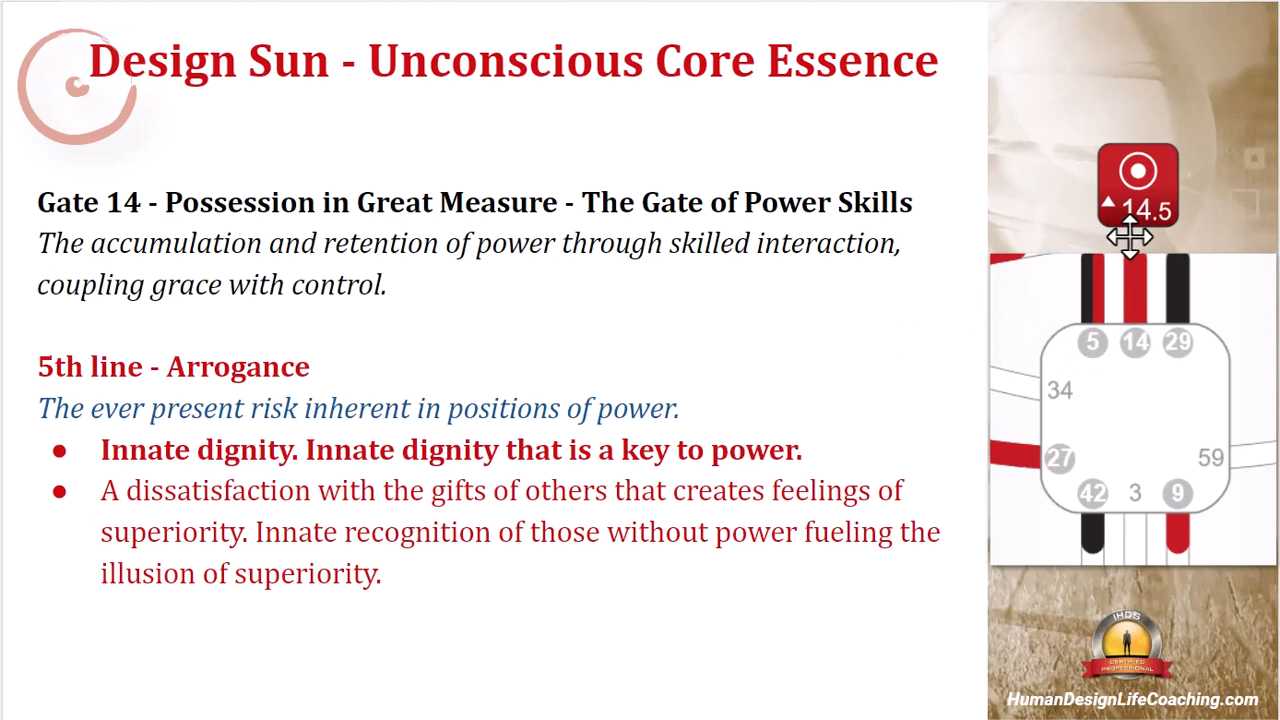 Design Sun - Unconscious Core Essence
Gate 14 - Possession in Great Measure - The Gate of Power Skills
The accumulation and retention of power through skilled interaction,
coupling grace with control.
5th line - Arrogance
The ever present risk inherent in positions of power.
● Innate dignity. Innate dignity that is a key to power.
● A dissatisfaction with the gifts of others that creates feelings of
superiority. Innate recognition of those without power fueling the
illusion of superiority.
▲14.5
5 14 29
34
27 59
42 3 9
IHDS
CERTIFIED
PROFESSIONAL
HumanDesignLifeCoaching.com